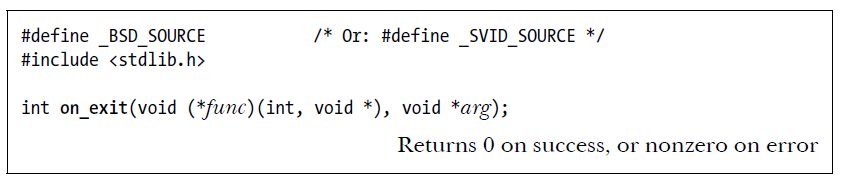 #define _BSD_SOURCE /* Or: #define _SVID_SOURCE */
#include <stdlib.h>
int on_exit(void (*func)(int, void *), void *arg);
Returns 0 on success, or nonzero on error